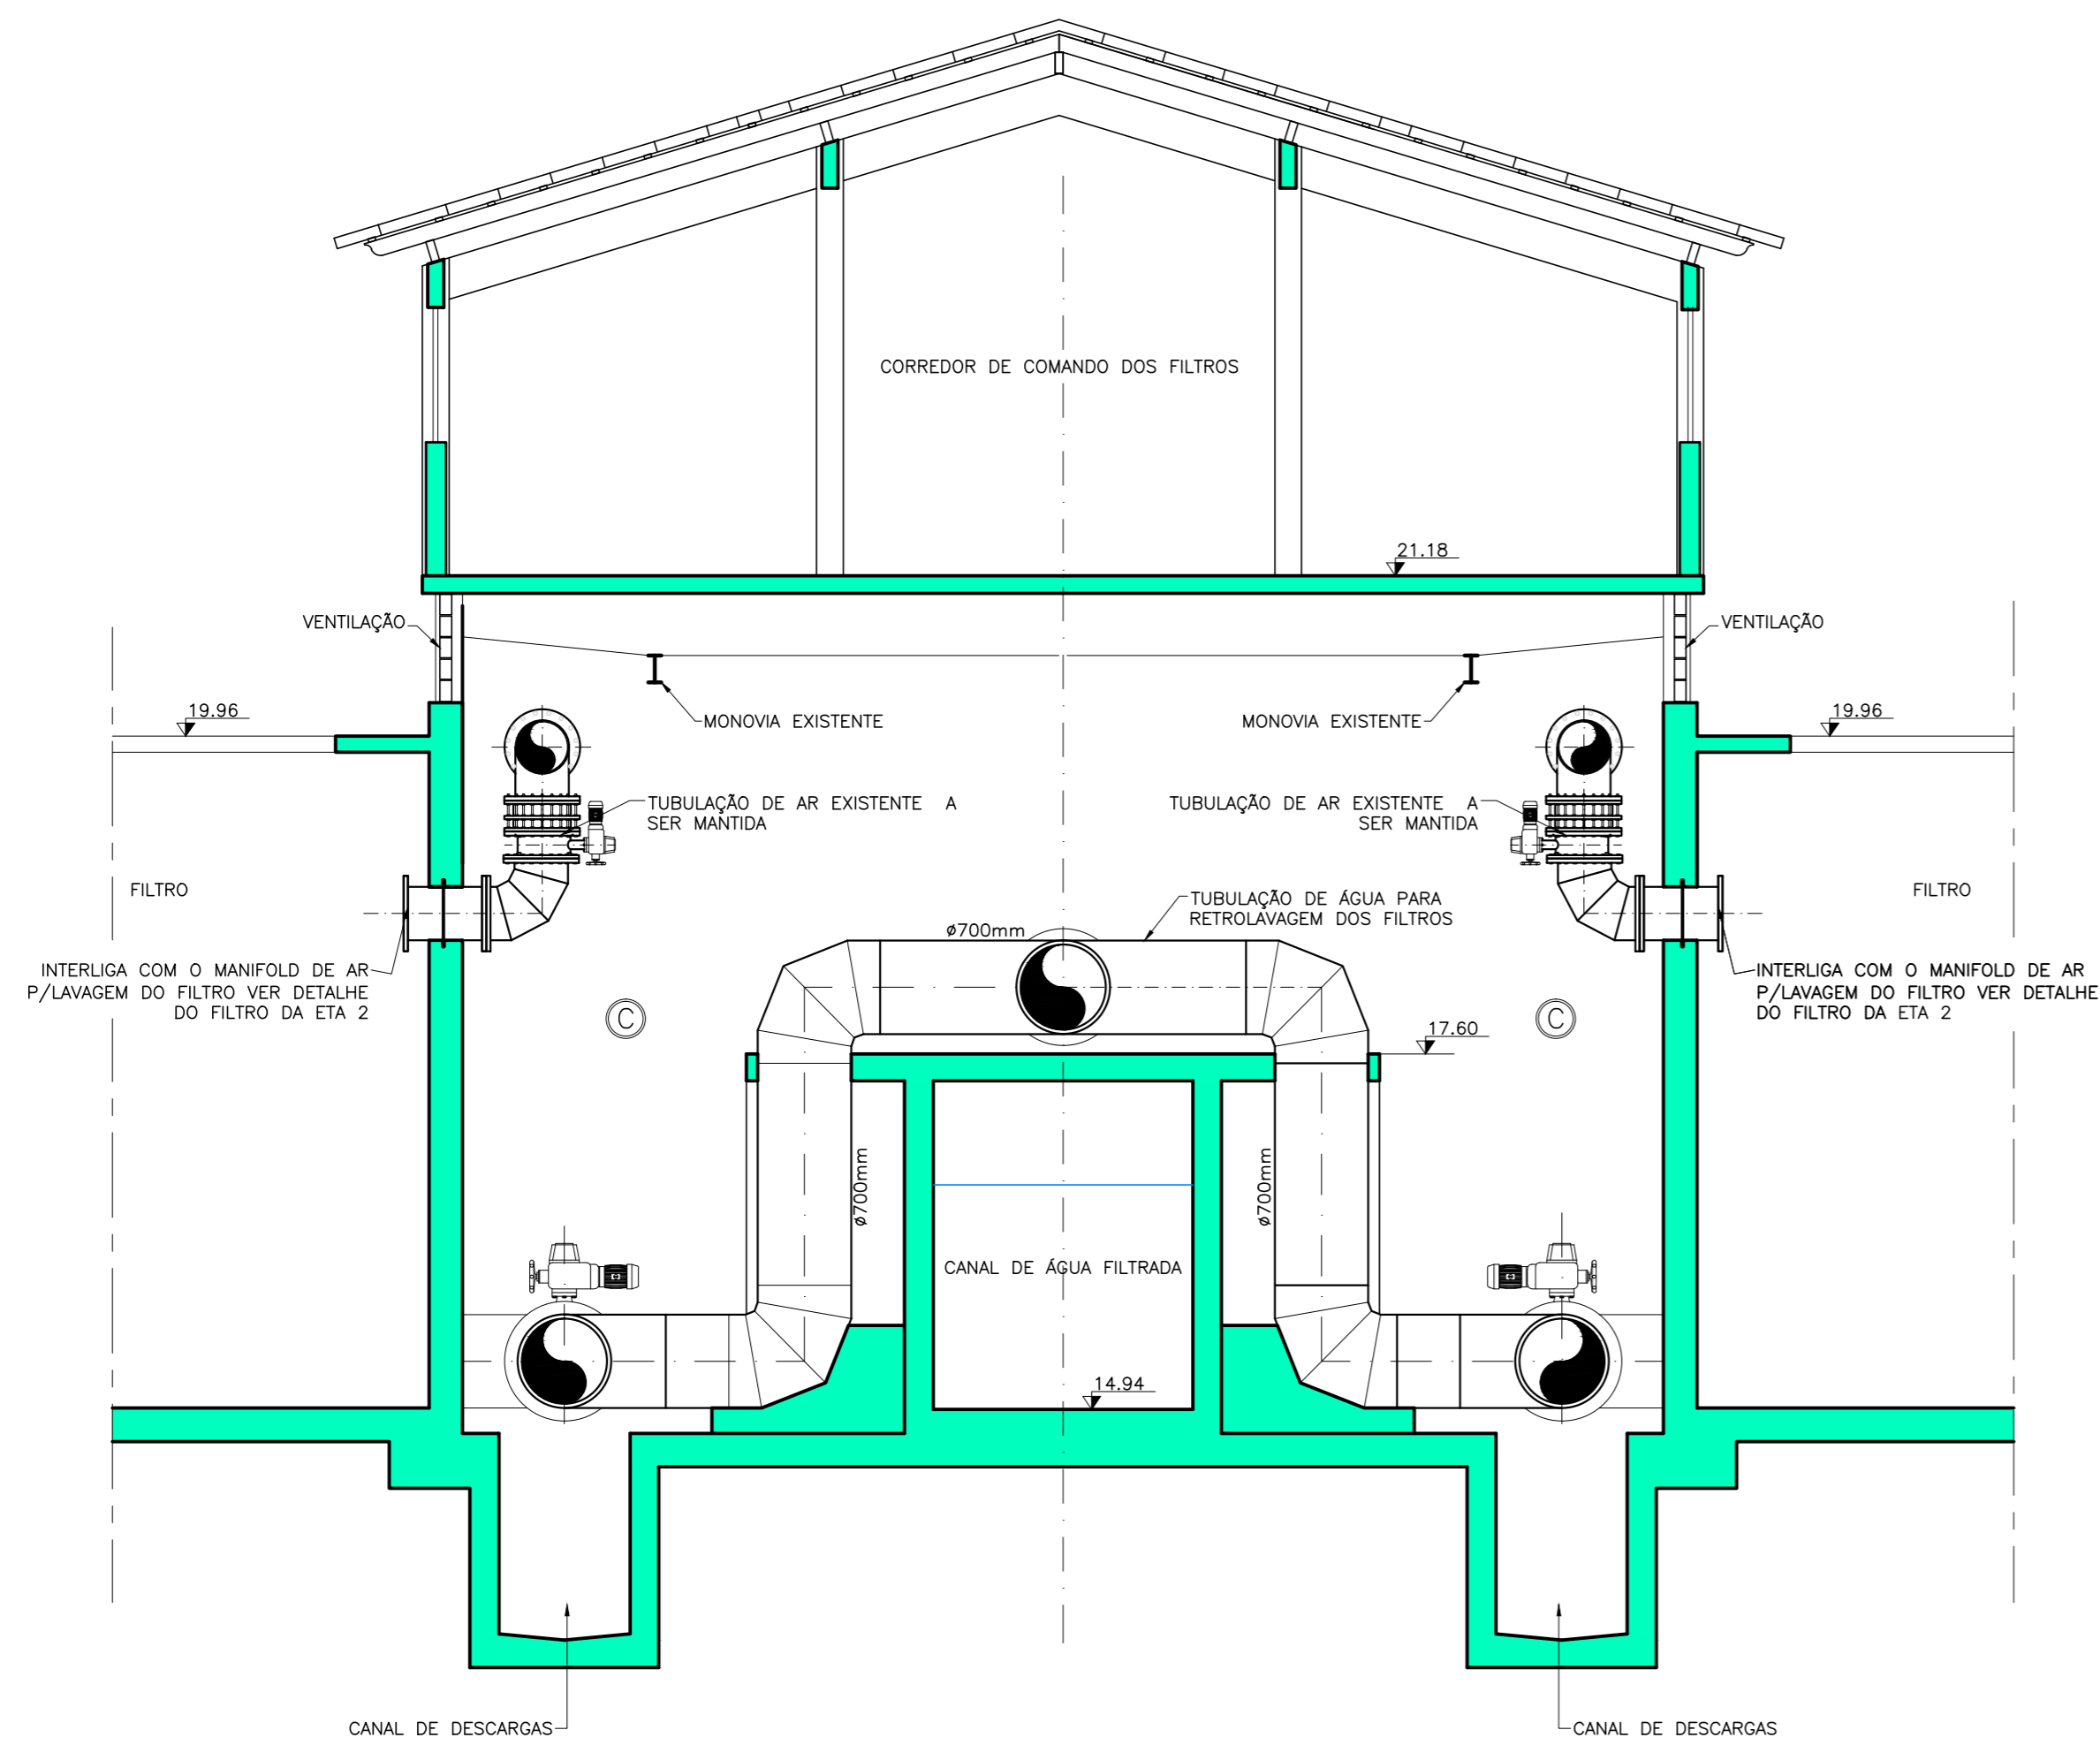 CORREDOR DE COMANDO DOS FILTROS
21.18
VENTILAÇÃO
VENTILAÇÃO
19.96
MONOVIA EXISTENTE
MONOVIA EXISTENTE
19.96
TUBULAÇÃO DE AR EXISTENTE A
SER MANTIDA
TUBULAÇÃO DE AR EXISTENTE A
SER MANTIDA
FILTRO
FILTRO
TUBULAÇÃO DE ÁGUA PARA
RETROLAVAGEM DOS FILTROS
ø700mm
INTERLIGA COM O MANIFOLD DE AR
P/LAVAGEM DO FILTRO VER DETALHE
DO FILTRO DA ETA 2
INTERLIGA COM O MANIFOLD DE AR
P/LAVAGEM DO FILTRO VER DETALHE
DO FILTRO DA ETA 2
C
C
17.60
ø700mm
ø700mm
CANAL DE ÁGUA FILTRADA
14.94
CANAL DE DESCARGAS
CANAL DE DESCARGAS